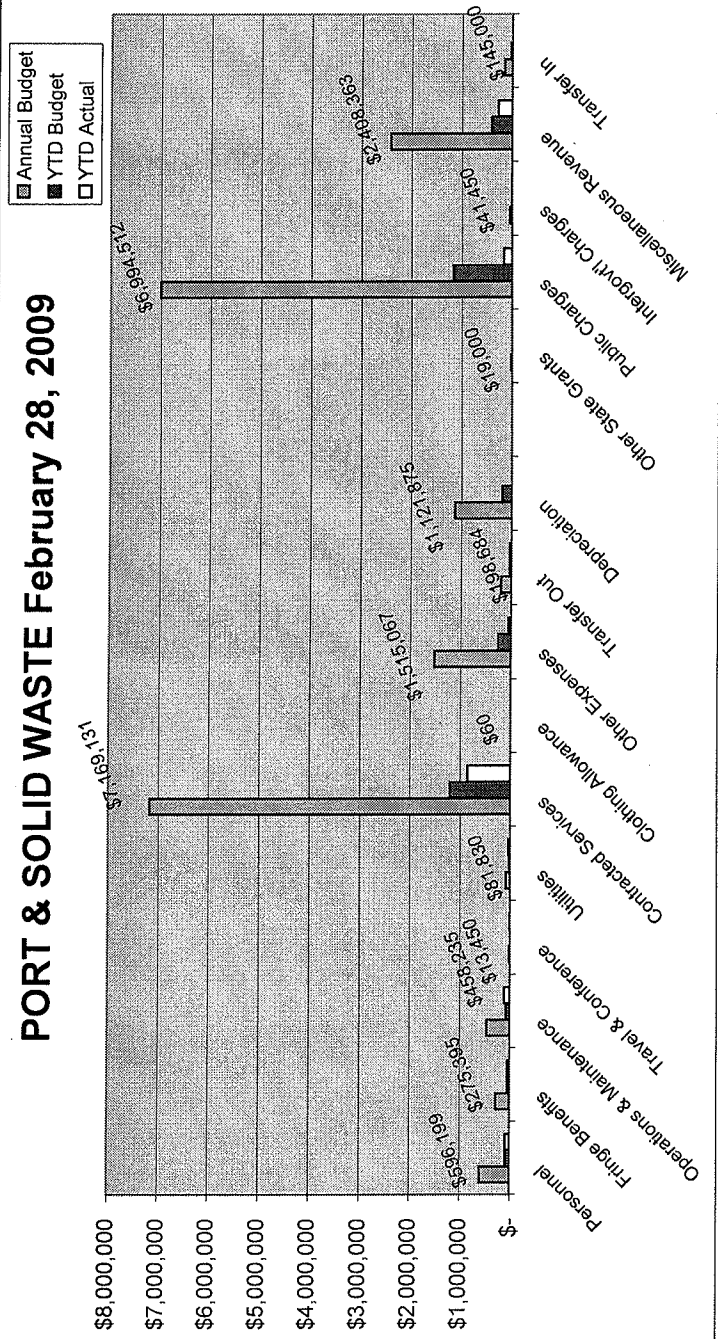 PORT & SOLID WASTE February 28, 2009
Annual Budget
YTD Budget
YTD Actual
$8,000,000
$7,000,000
$6,000,000
$5,000,000
$4,000,000
$3,000,000
$2,000,000
$1,000,000
$-
$596,199
$275,395
$458,235
$13,450
$81,830
$7,169,131
$60
$1,515,067
$198,684
$1,121,875
$19,000
$6,994,512
$41,450
$2,408,363
$145,000
Personnel
Fringe Benefits
Operations & Maintenance
Travel & Conference
Utilities
Contracted Services
Clothing Allowance
Other Expenses
Transfer Out
Depreciation
Other State Grants
Public Charges
Intergovt'l Charges
Miscellaneous Revenue
Transfer In